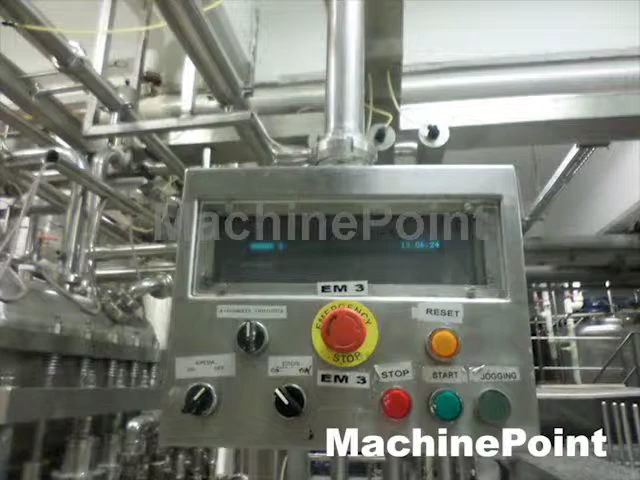 MachinePoint
13:06:24
EM 3
EMERGENCY
STOP
RESET
EM 3
STOP
START
JOGGING
MachinePoint